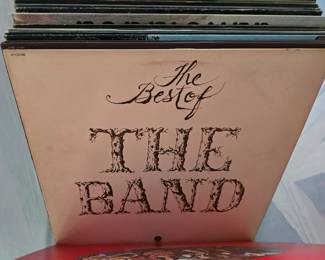 The
Best of
THE
BAND